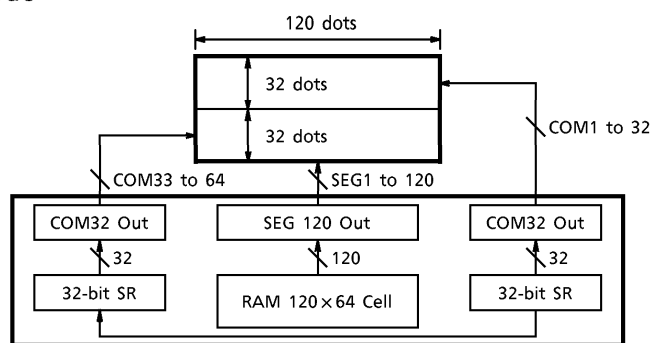 120 dots
32 dots
32 dots
COM1 to 32
COM33 to 64
SEG1 to 120
COM32 Out
SEG 120 Out
COM32 Out
32
120
32
32-bit SR
RAM 120×64 Cell
32-bit SR